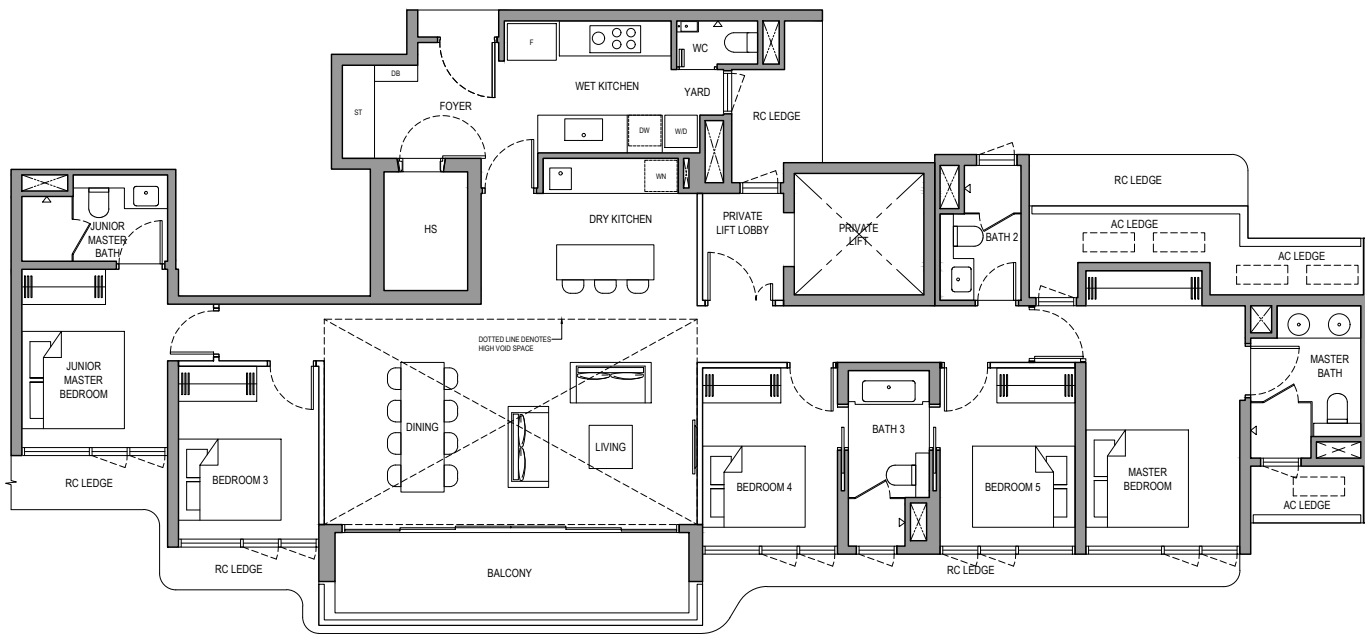 F
WC
DB
WET KITCHEN
YARD
ST
FOYER
RC LEDGE
DW
W/D
WN
RC LEDGE
HS
DRY KITCHEN
PRIVATE
LIFT LOBBY
PRIVATE
LIFT
BATH 2
AC LEDGE
AC LEDGE
JUNIOR
MASTER
BATH
DOTTED LINE DENOTES
HIGH VOID SPACE
JUNIOR
MASTER
BEDROOM
MASTER
BATH
DINING
LIVING
BATH 3
BEDROOM 3
BEDROOM 4
BEDROOM 5
MASTER
BEDROOM
RC LEDGE
AC LEDGE
RC LEDGE
BALCONY
RC LEDGE